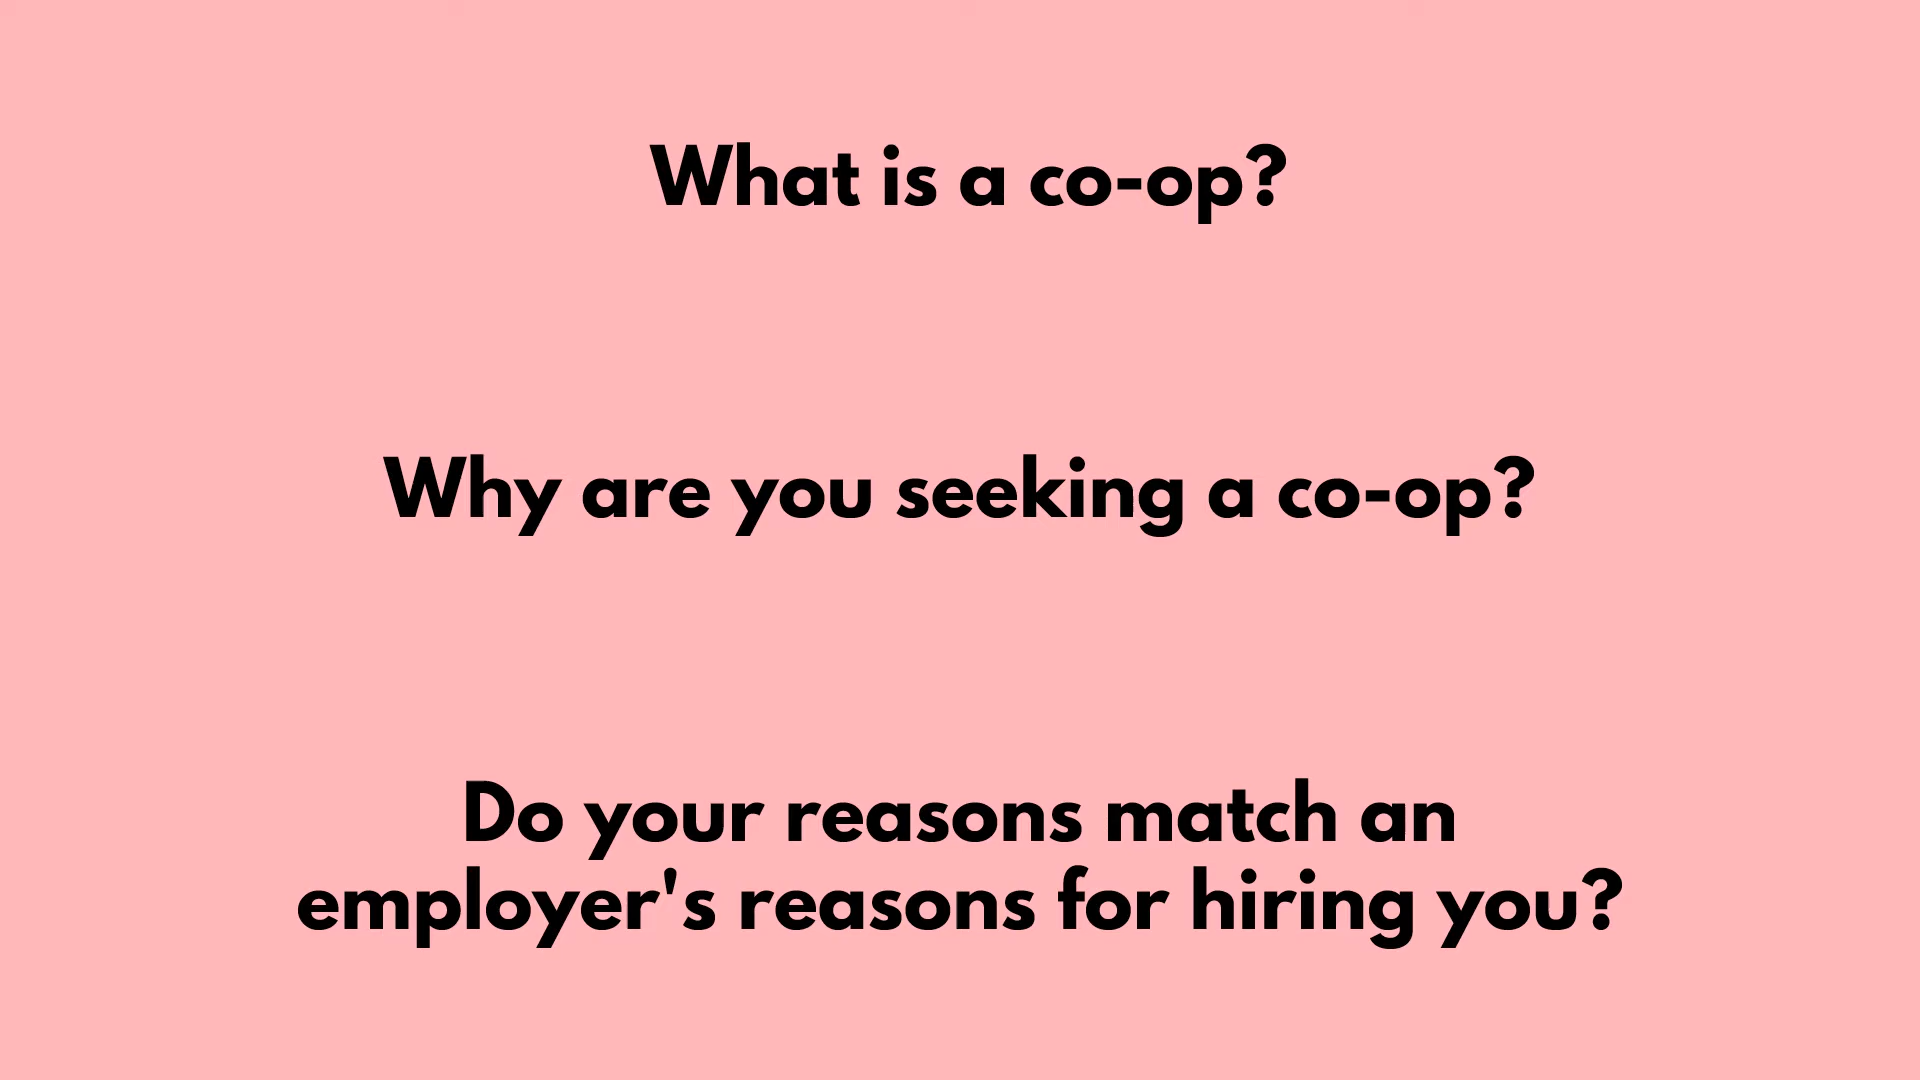 What is a co-op?
Why are you seeking a co-op?
Do your reasons match an
employer's reasons for hiring you?